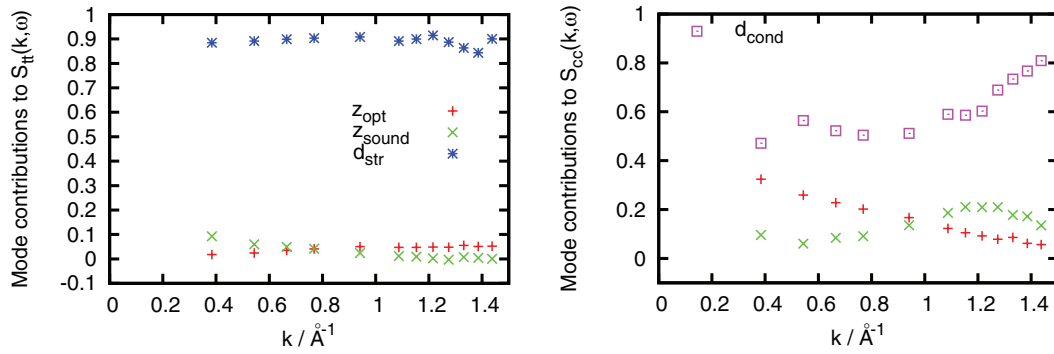 Mode contributions to S_tt(k,ω)
1
0.9
0.8
0.7
0.6
0.5
0.4
0.3
0.2
0.1
0
-0.1
z_opt
z_sound
d_str
0 0.2 0.4 0.6 0.8 1 1.2 1.4
k / Å⁻¹
Mode contributions to S_cc(k,ω)
1
0.8
0.6
0.4
0.2
0
d_cond
0 0.2 0.4 0.6 0.8 1 1.2 1.4
k / Å⁻¹